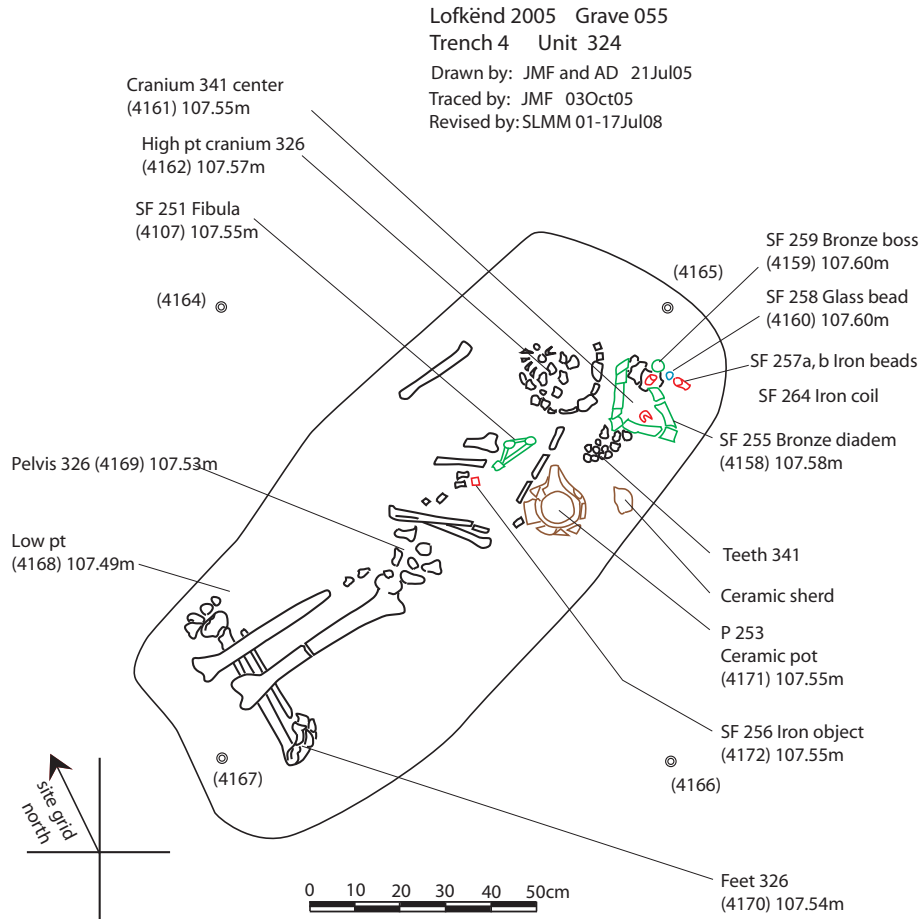 Lofkënd 2005 Grave 055
Trench 4 Unit 324
Drawn by: JMF and AD 21Jul05
Traced by: JMF 03Oct05
Revised by: SLMM 01-17Jul08
Cranium 341 center
(4161) 107.55m
High pt cranium 326
(4162) 107.57m
SF 251 Fibula
(4107) 107.55m
(4164)
(4165)
SF 259 Bronze boss
(4159) 107.60m
SF 258 Glass bead
(4160) 107.60m
SF 257a, b Iron beads
SF 264 Iron coil
SF 255 Bronze diadem
(4158) 107.58m
Pelvis 326 (4169) 107.53m
Low pt
(4168) 107.49m
Teeth 341
Ceramic sherd
P 253
Ceramic pot
(4171) 107.55m
SF 256 Iron object
(4172) 107.55m
(4167)
(4166)
site grid
north
Feet 326
(4170) 107.54m
0 10 20 30 40 50cm